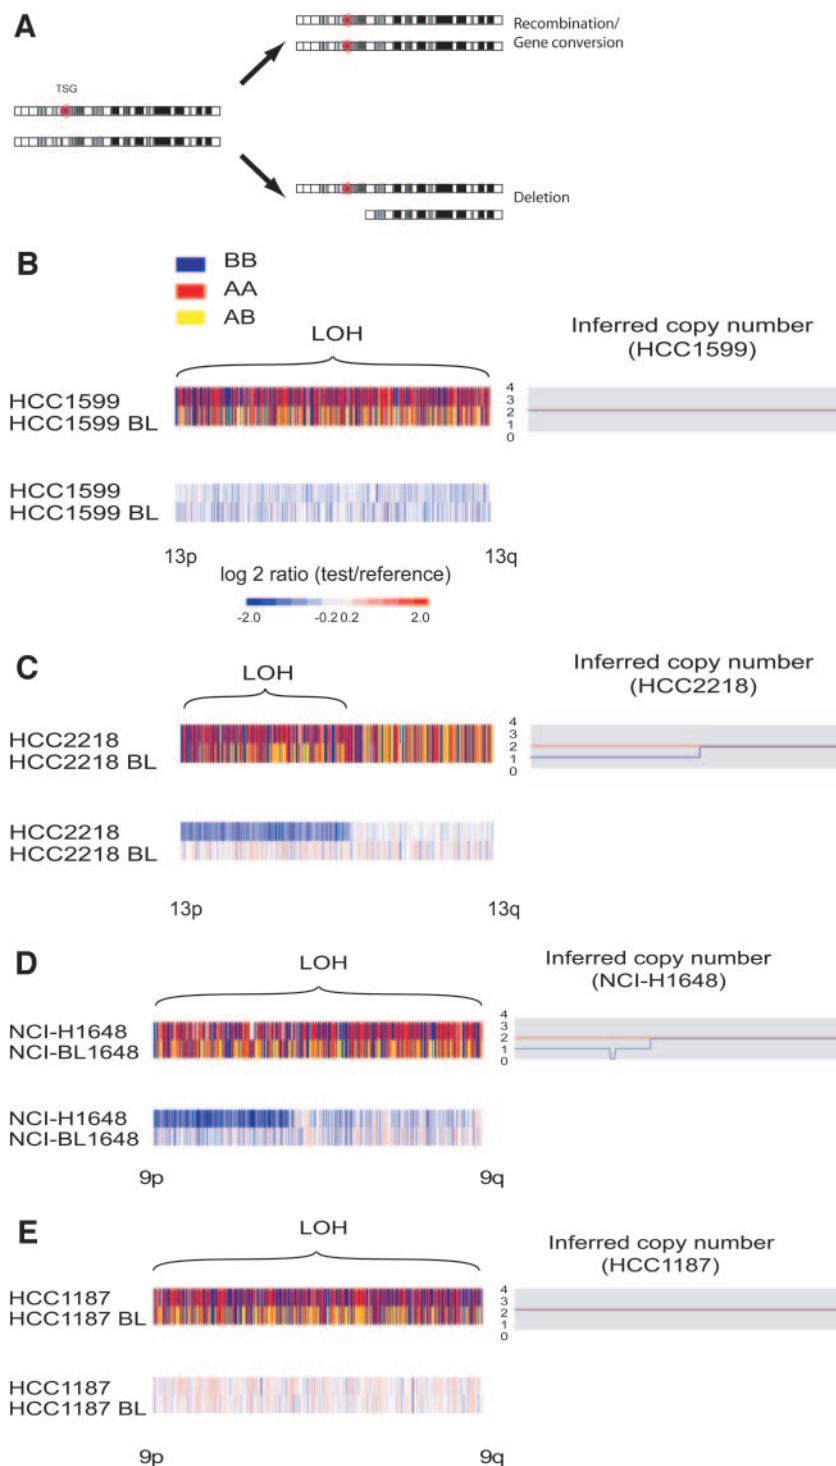 A
TSG
Recombination/
Gene conversion
Deletion
B
BB
AA
AB
LOH
Inferred copy number
(HCC1599)
HCC1599
HCC1599 BL
4
3
2
1
0
HCC1599
HCC1599 BL
13p
13q
log 2 ratio (test/reference)
-2.0
-0.2 0.2
2.0
C
LOH
Inferred copy number
(HCC2218)
HCC2218
HCC2218 BL
4
3
2
1
0
HCC2218
HCC2218 BL
13p
13q
D
LOH
Inferred copy number
(NCI-H1648)
NCI-H1648
NCI-BL1648
4
3
2
1
0
NCI-H1648
NCI-BL1648
9p
9q
E
LOH
Inferred copy number
(HCC1187)
HCC1187
HCC1187 BL
4
3
2
1
0
HCC1187
HCC1187 BL
9p
9q